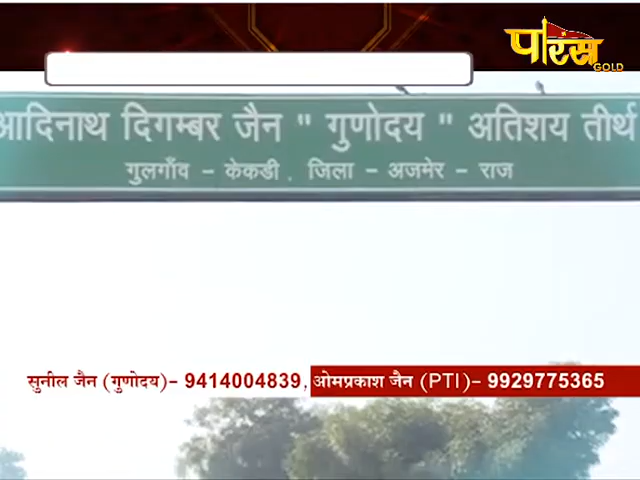 पारस
GOLD
आदिनाथ दिगम्बर जैन " गुणोदय " अतिशय तीर्थ
गुलगाँव - केकडी . जिला - अजमेर - राज
सुनील जैन (गुणोदय)- 9414004839, ओमप्रकाश जैन (PTI)- 9929775365